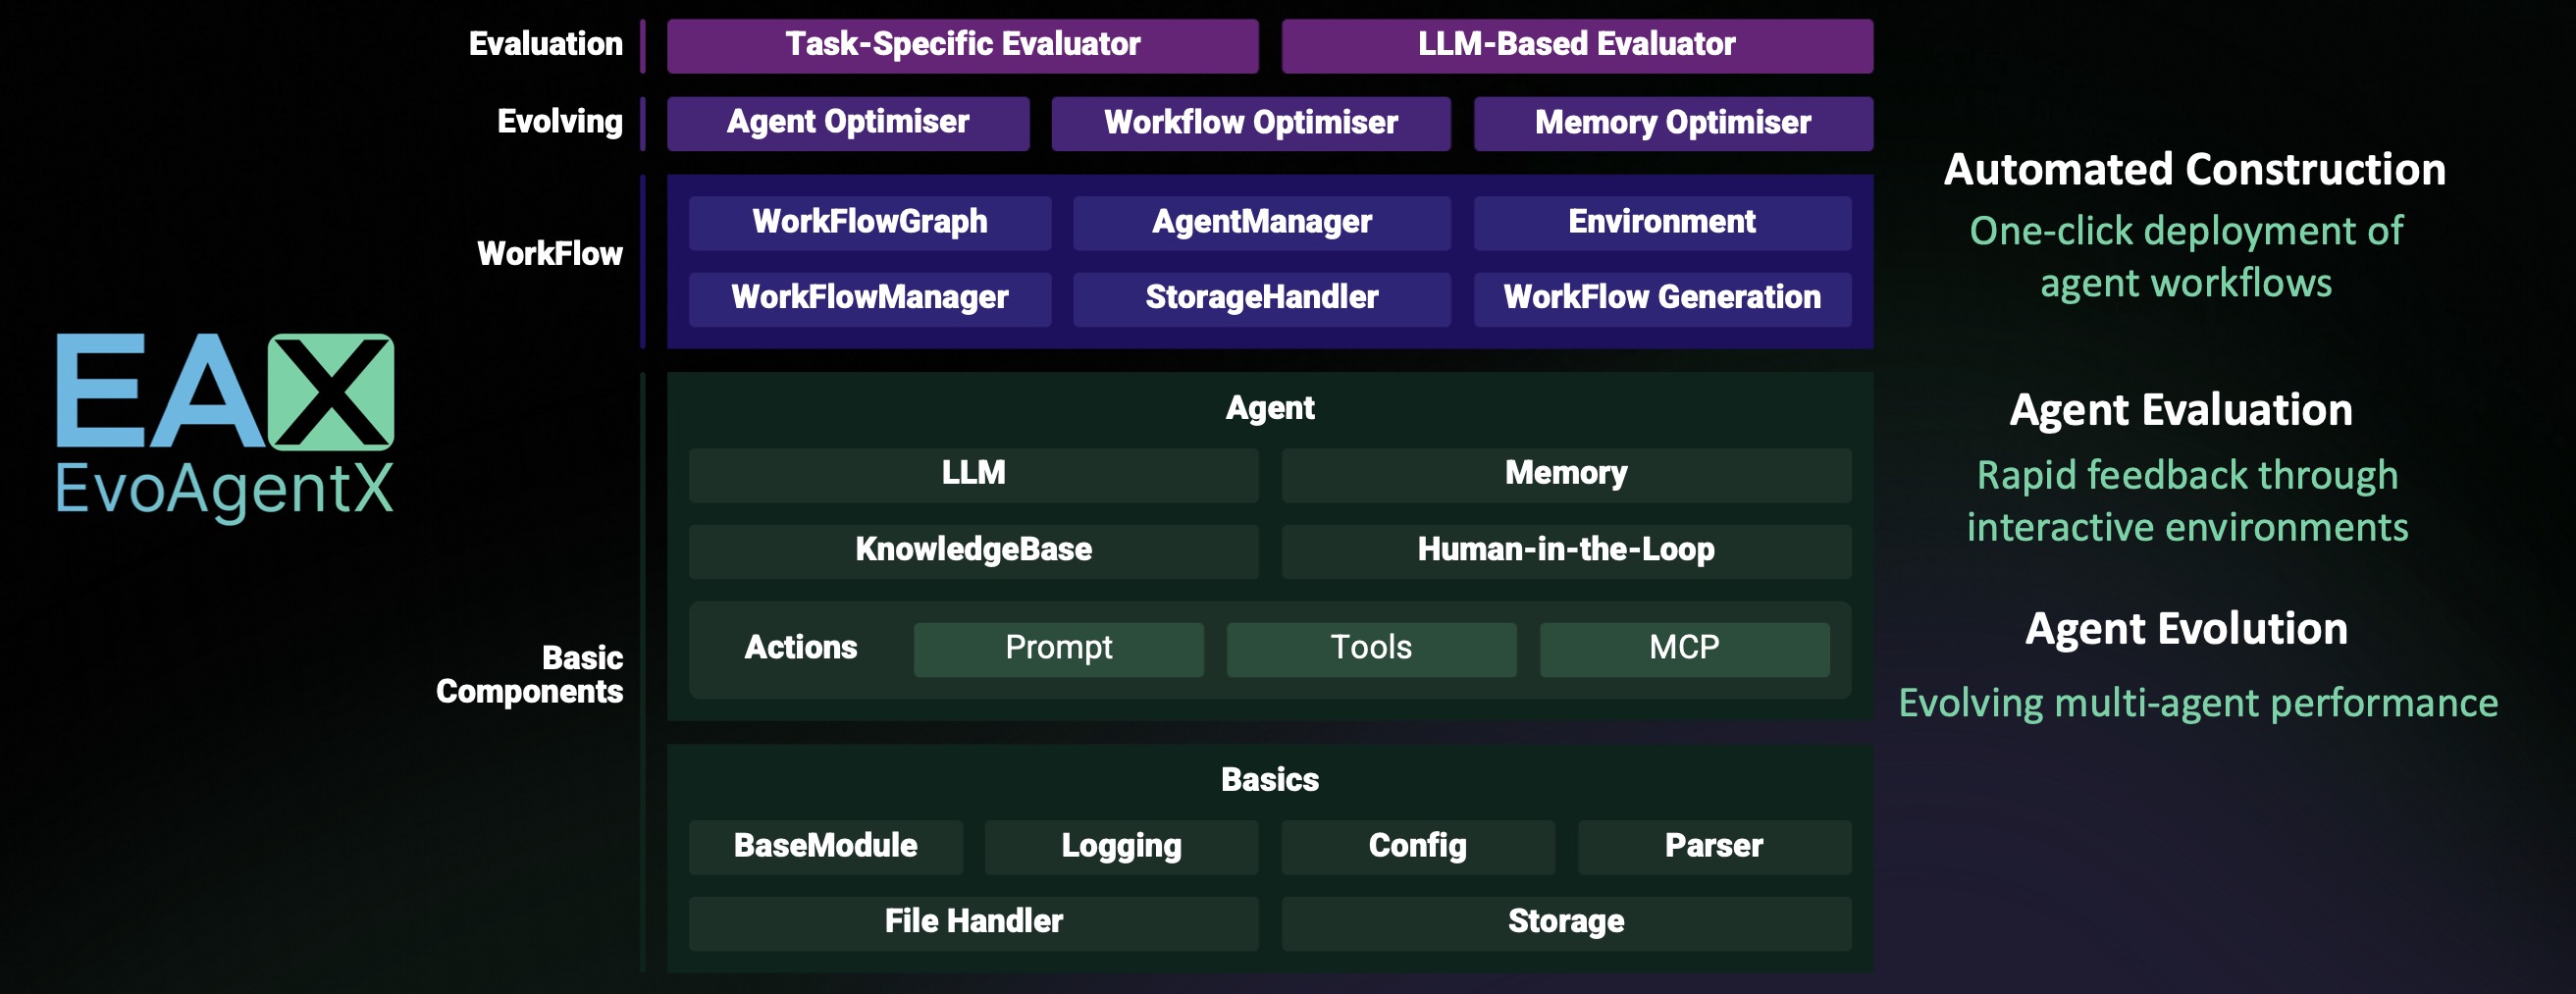 EAX
EvoAgentX
Evaluation
Task-Specific Evaluator
LLM-Based Evaluator
Evolving
Agent Optimiser
Workflow Optimiser
Memory Optimiser
WorkFlow
WorkFlowGraph
AgentManager
Environment
WorkFlowManager
StorageHandler
WorkFlow Generation
Basic
Components
Agent
LLM
Memory
KnowledgeBase
Human-in-the-Loop
Actions
Prompt
Tools
MCP
Basics
BaseModule
Logging
Config
Parser
File Handler
Storage
Automated Construction
One-click deployment of
agent workflows
Agent Evaluation
Rapid feedback through
interactive environments
Agent Evolution
Evolving multi-agent performance